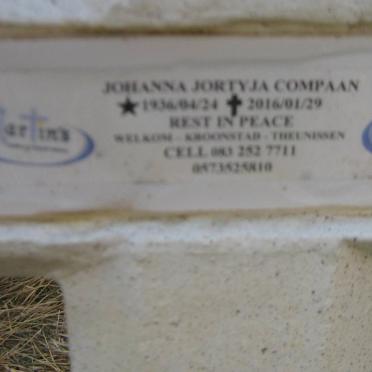 JOHANNA JORTYJA COMPAAN
★1936/04/24 ✝2016/01/29
REST IN PEACE
WELKOM – KROONSTAD – THEUNISSEN
CELL 083 252 7711
0573525810
artin's